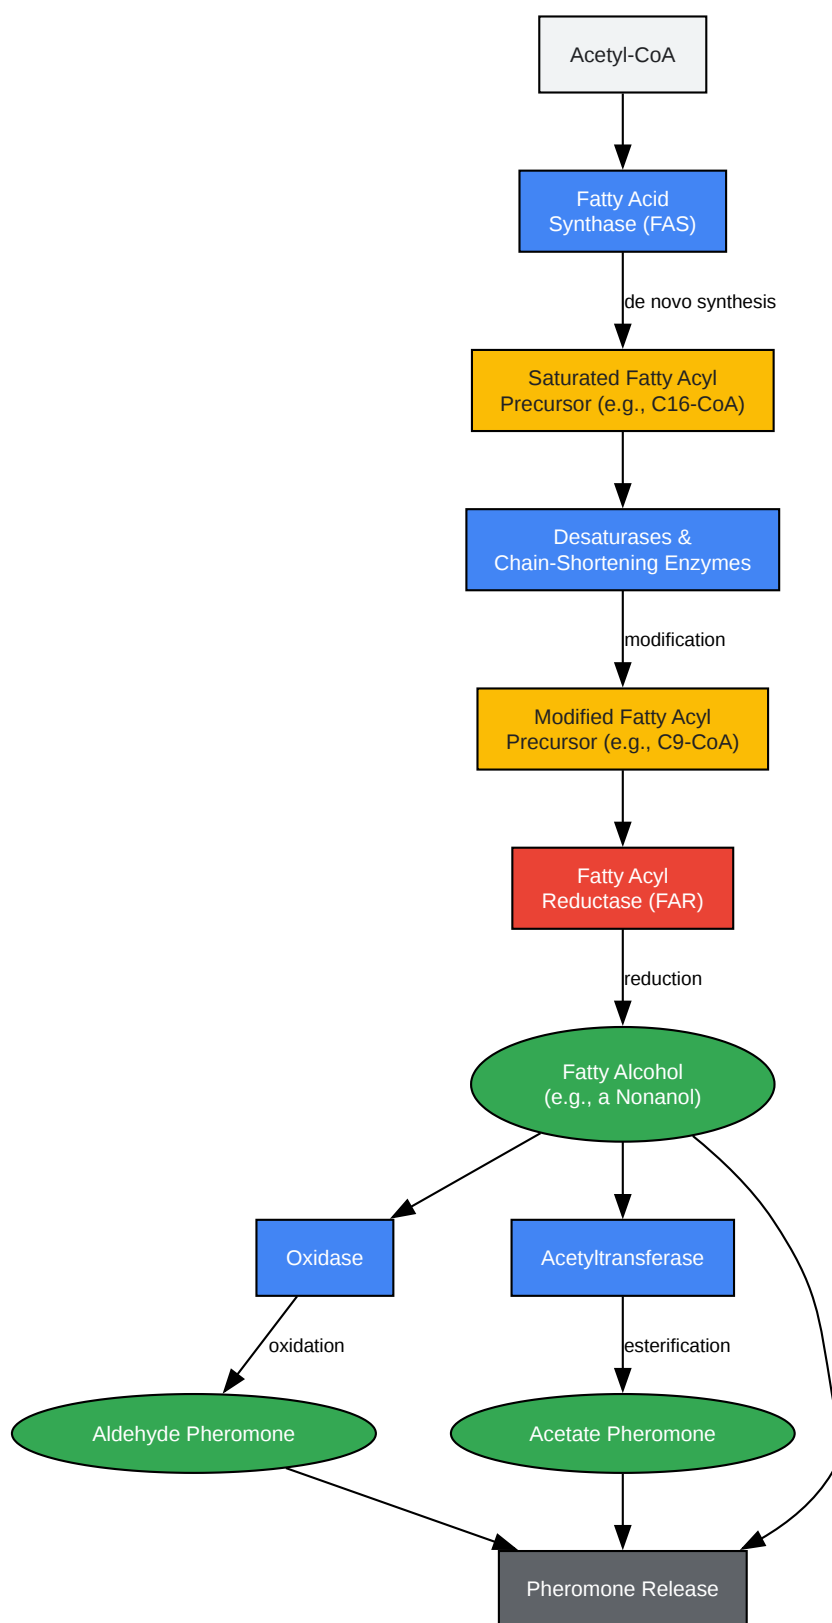 Acetyl-CoA
Fatty Acid
Synthase (FAS)
de novo synthesis
Saturated Fatty Acyl
Precursor (e.g., C16-CoA)
Desaturases &
Chain-Shortening Enzymes
modification
Modified Fatty Acyl
Precursor (e.g., C9-CoA)
Fatty Acyl
Reductase (FAR)
reduction
Fatty Alcohol
(e.g., a Nonanol)
Oxidase
Acetyltransferase
oxidation
esterification
Aldehyde Pheromone
Acetate Pheromone
Pheromone Release